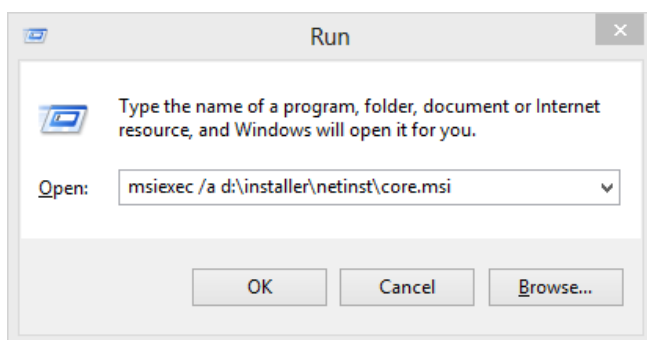 Run
Type the name of a program, folder, document or Internet
resource, and Windows will open it for you.
Open: msiexec /a d:\installer\netinst\core.msi
OK Cancel Browse...